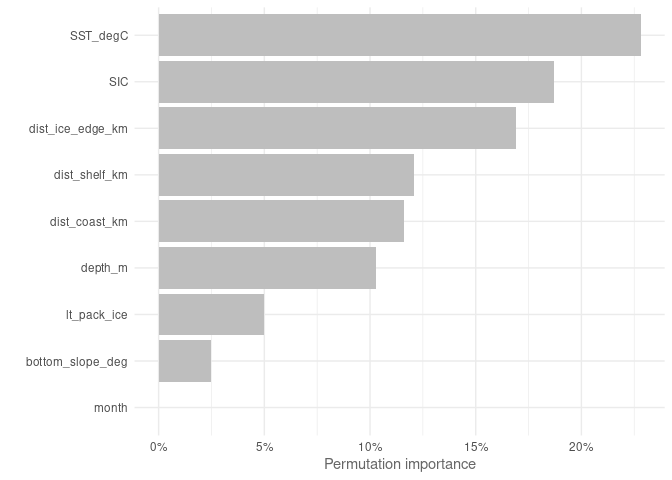 SST_degC
SIC
dist_ice_edge_km
dist_shelf_km
dist_coast_km
depth_m
lt_pack_ice
bottom_slope_deg
month
0% 5% 10% 15% 20%
Permutation importance